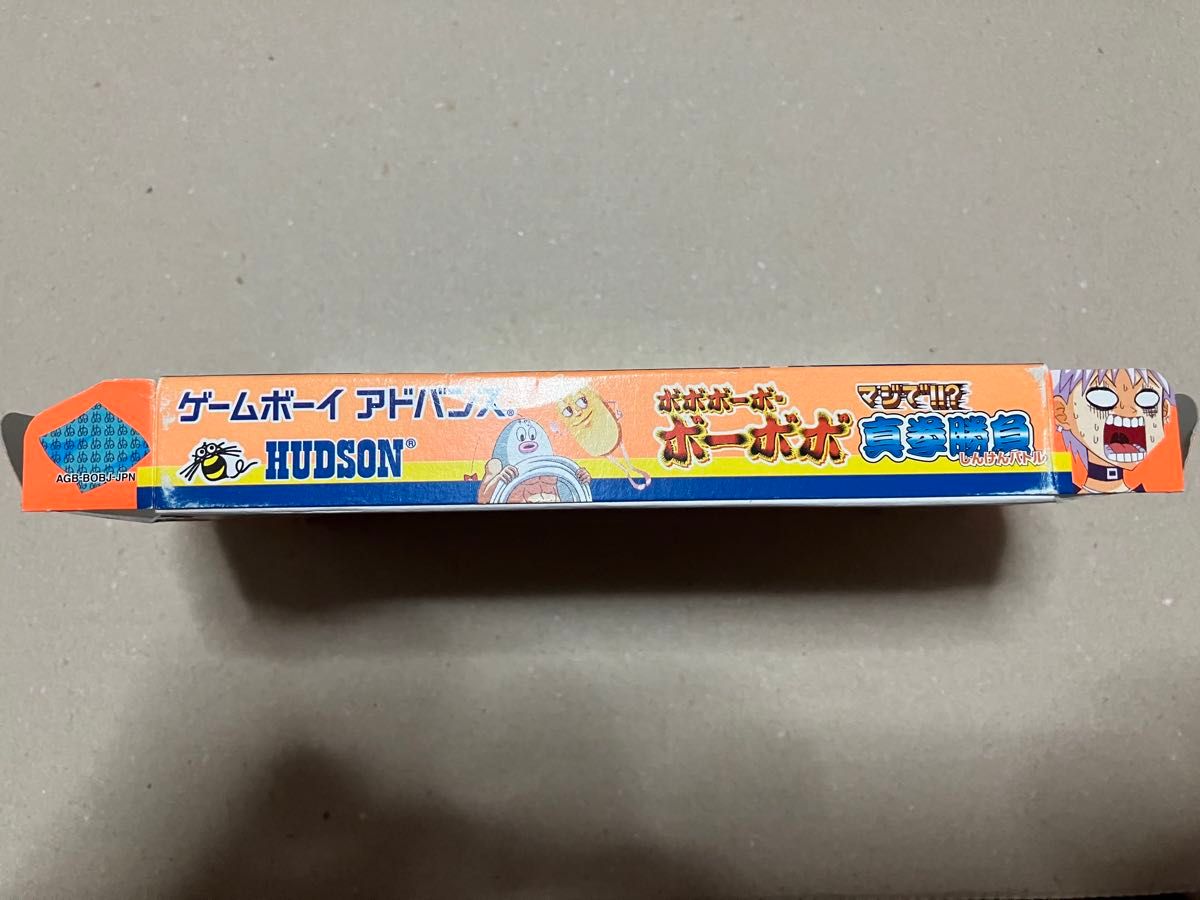 ゲームボーイ アドバンス®
HUDSON®
AGB-BOBJ-JPN
ボボボーボ・
ボーボボ
マジで!!?
真拳勝負
しんけんバトル